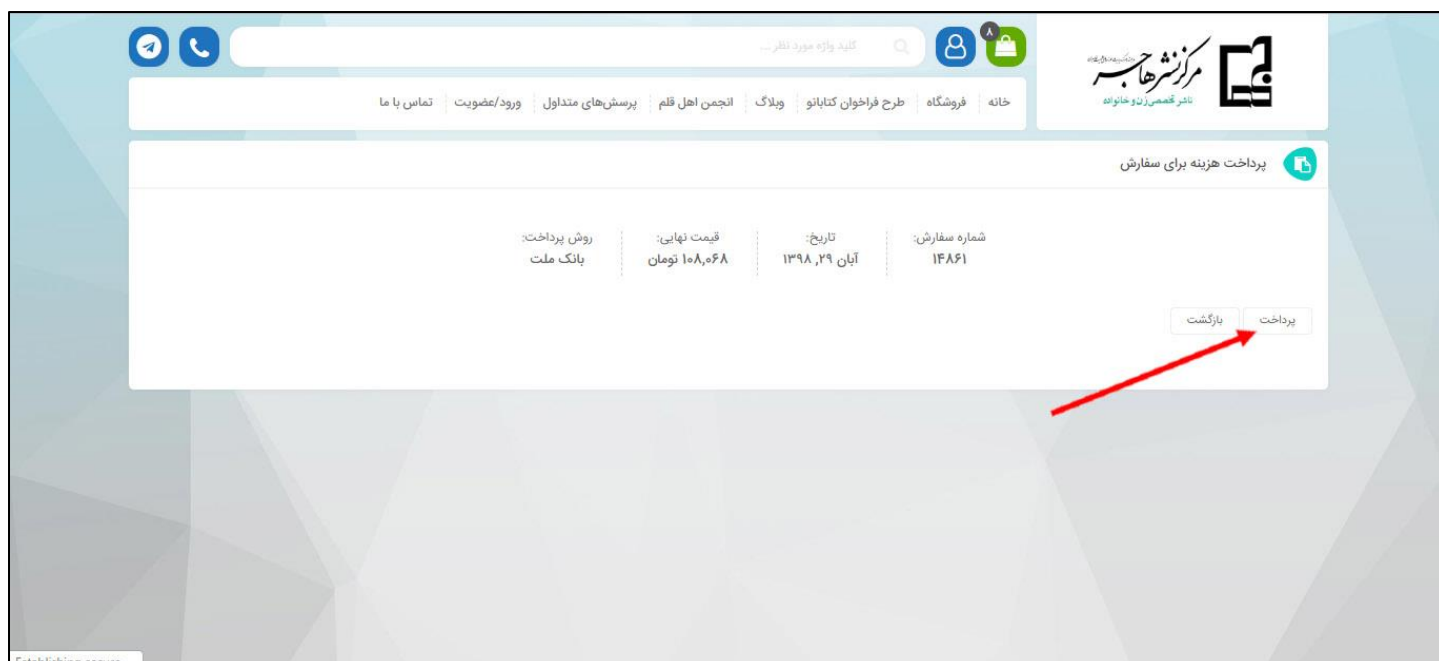 ۸
کلید واژه مورد نظر ...
مرکز نشر هاجر
ناشر تخصصی زن و خانواده
خانه
فروشگاه
طرح فراخوان کتابانو
وبلاگ
انجمن اهل قلم
پرسش‌های متداول
ورود/عضویت
تماس با ما
پرداخت هزینه برای سفارش
شماره سفارش:
۱۴۸۶۱
تاریخ:
آبان ۲۹, ۱۳۹۸
قیمت نهایی:
۱۰۸,۰۶۸ تومان
روش پرداخت:
بانک ملت
پرداخت
بازگشت